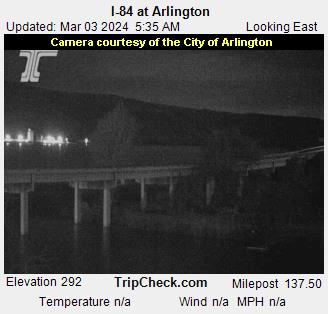 I-84 at Arlington
Updated: Mar 03 2024 5:35 AM Looking East
Camera courtesy of the City of Arlington
Elevation 292 TripCheck.com Milepost 137.50
Temperature n/a Wind n/a MPH n/a